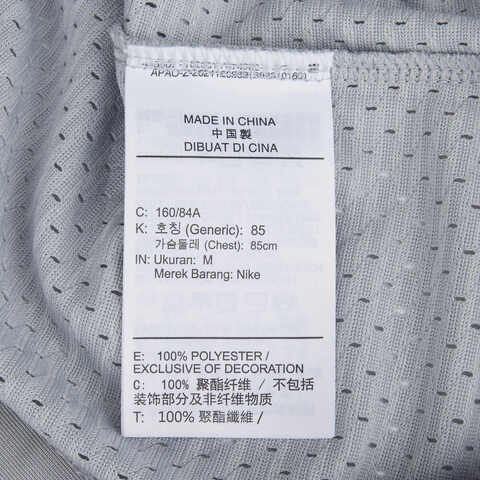 MADE IN CHINA
中国製
DIBUAT DI CINA
C: 160/84A
K: 호칭 (Generic): 85
가슴둘레 (Chest): 85cm
IN: Ukuran: M
Merek Barang: Nike
E: 100% POLYESTER/
EXCLUSIVE OF DECORATION
C: 100% 聚酯纤维 / 不包括
装饰部分及非纤维物质
T: 100% 聚酯纖維 /